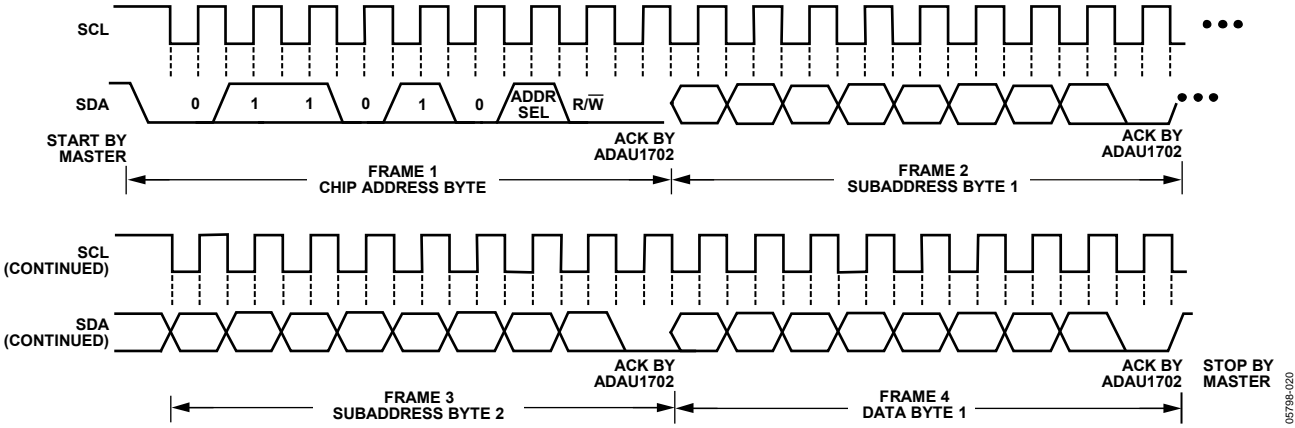 SCL
SDA
0 1 1 0 1 0 ADDR SEL R/W̅
START BY
MASTER
ACK BY
ADAU1702
ACK BY
ADAU1702
FRAME 1
CHIP ADDRESS BYTE
FRAME 2
SUBADDRESS BYTE 1
SCL
(CONTINUED)
SDA
(CONTINUED)
ACK BY
ADAU1702
ACK BY
ADAU1702
STOP BY
MASTER
FRAME 3
SUBADDRESS BYTE 2
FRAME 4
DATA BYTE 1
05798-020